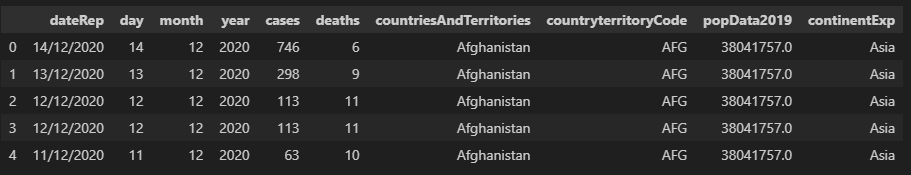 dateRep day month year cases deaths countriesAndTerritories countryterritoryCode popData2019 continentExp
0 14/12/2020 14 12 2020 746 6 Afghanistan AFG 38041757.0 Asia
1 13/12/2020 13 12 2020 298 9 Afghanistan AFG 38041757.0 Asia
2 12/12/2020 12 12 2020 113 11 Afghanistan AFG 38041757.0 Asia
3 12/12/2020 12 12 2020 113 11 Afghanistan AFG 38041757.0 Asia
4 11/12/2020 11 12 2020 63 10 Afghanistan AFG 38041757.0 Asia